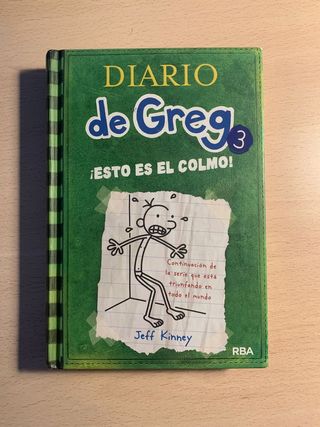 DIARIO
de Greg 3
¡ESTO ES EL COLMO!
Continuación de
la serie que está
triunfando en
todo el mundo
Jeff Kinney
RBA